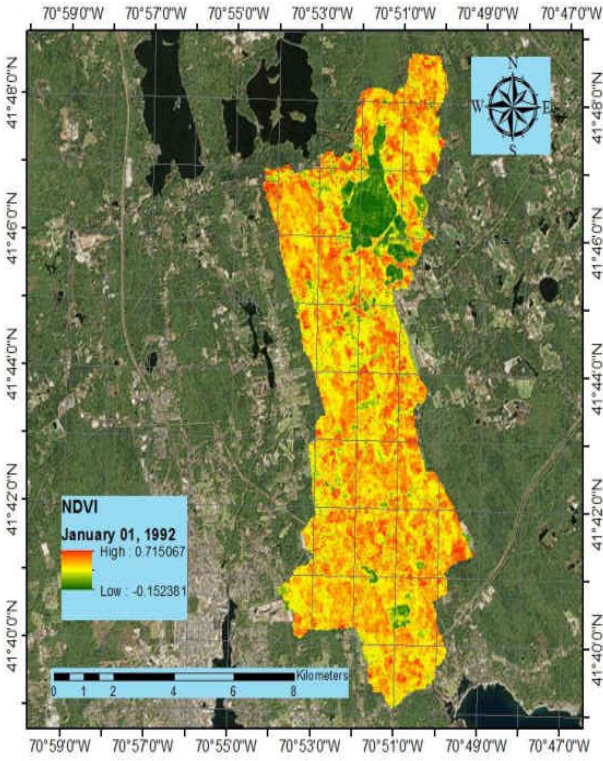 70°59'0"W 70°57'0"W 70°55'0"W 70°53'0"W 70°51'0"W 70°49'0"W 70°47'0"W
41°48'0"N 41°48'0"N
41°46'0"N 41°46'0"N
41°44'0"N 41°44'0"N
41°42'0"N 41°42'0"N
41°40'0"N 41°40'0"N
N
W E
S
NDVI
January 01, 1992
High : 0.715067
Low : -0.152381
Kilometers
0 1 2 4 6 8
70°59'0"W 70°57'0"W 70°55'0"W 70°53'0"W 70°51'0"W 70°49'0"W 70°47'0"W